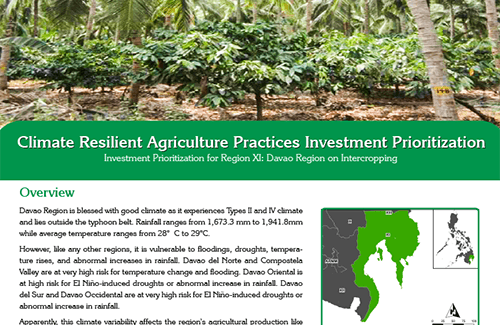 Climate Resilient Agriculture Practices Investment Prioritization
Investment Prioritization for Region XI: Davao Region on Intercropping
Overview
Davao Region is blessed with good climate as it experiences Types II and IV climate
and lies outside the typhoon belt. Rainfall ranges from 1,673.3 mm to 1,941.8mm
while average temperature ranges from 28° C to 29°C.
However, like any other regions, it is vulnerable to floodings, droughts, tempera-
ture rises, and abnormal increases in rainfall. Davao del Norte and Compostela
Valley are at very high risk for temperature change and flooding. Davao Oriental is
at high risk for El Niño-induced droughts or abnormal increase in rainfall. Davao
del Sur and Davao Occidental are at very high risk for El Niño-induced droughts or
abnormal increase in rainfall.
Apparently, this climate variability affects the region's agricultural production like